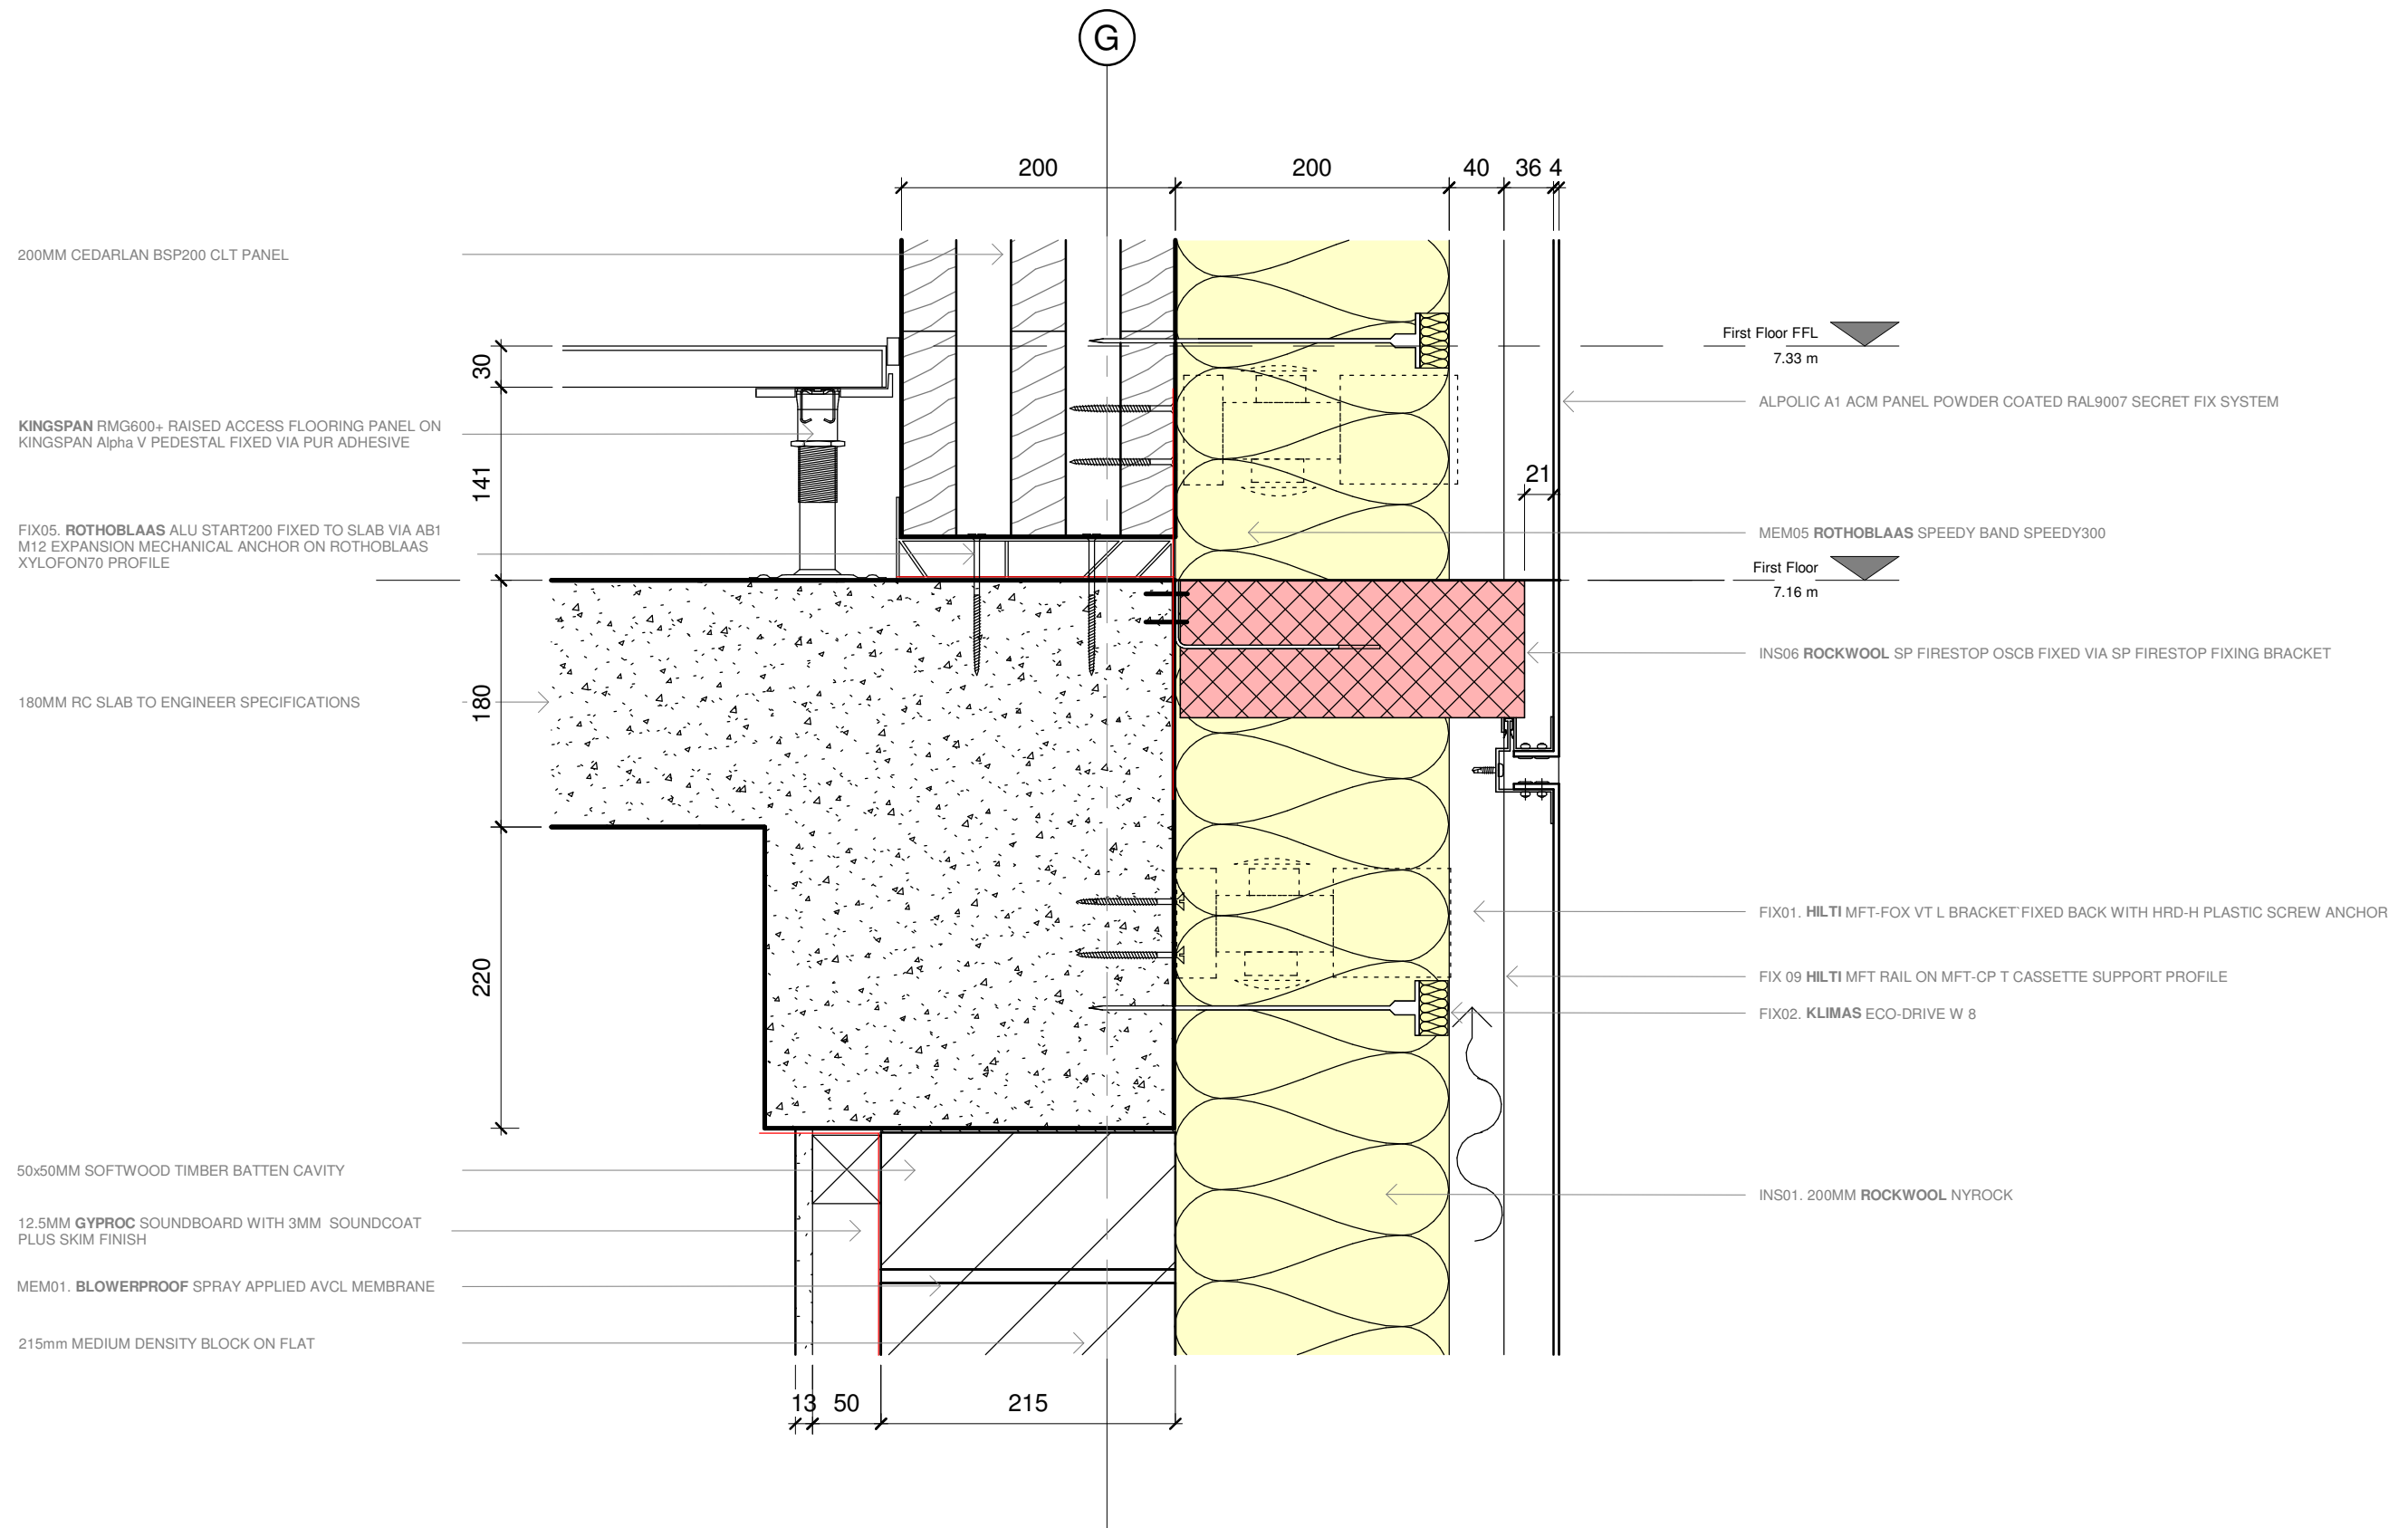 G
200
200
40
36
4
200MM CEDARLAN BSP200 CLT PANEL
First Floor FFL
7.33 m
30
ALPOLIC A1 ACM PANEL POWDER COATED RAL9007 SECRET FIX SYSTEM
KINGSPAN RMG600+ RAISED ACCESS FLOORING PANEL ON
KINGSPAN Alpha V PEDESTAL FIXED VIA PUR ADHESIVE
141
21
FIX05. ROTHOBLAAS ALU START200 FIXED TO SLAB VIA AB1
M12 EXPANSION MECHANICAL ANCHOR ON ROTHOBLAAS
XYLOFON70 PROFILE
MEM05 ROTHOBLAAS SPEEDY BAND SPEEDY300
First Floor
7.16 m
INS06 ROCKWOOL SP FIRESTOP OSCB FIXED VIA SP FIRESTOP FIXING BRACKET
180MM RC SLAB TO ENGINEER SPECIFICATIONS
180
FIX01. HILTI MFT-FOX VT L BRACKET`FIXED BACK WITH HRD-H PLASTIC SCREW ANCHOR
220
FIX 09 HILTI MFT RAIL ON MFT-CP T CASSETTE SUPPORT PROFILE
FIX02. KLIMAS ECO-DRIVE W 8
50x50MM SOFTWOOD TIMBER BATTEN CAVITY
INS01. 200MM ROCKWOOL NYROCK
12.5MM GYPROC SOUNDBOARD WITH 3MM SOUNDCOAT
PLUS SKIM FINISH
MEM01. BLOWERPROOF SPRAY APPLIED AVCL MEMBRANE
215mm MEDIUM DENSITY BLOCK ON FLAT
13
50
215